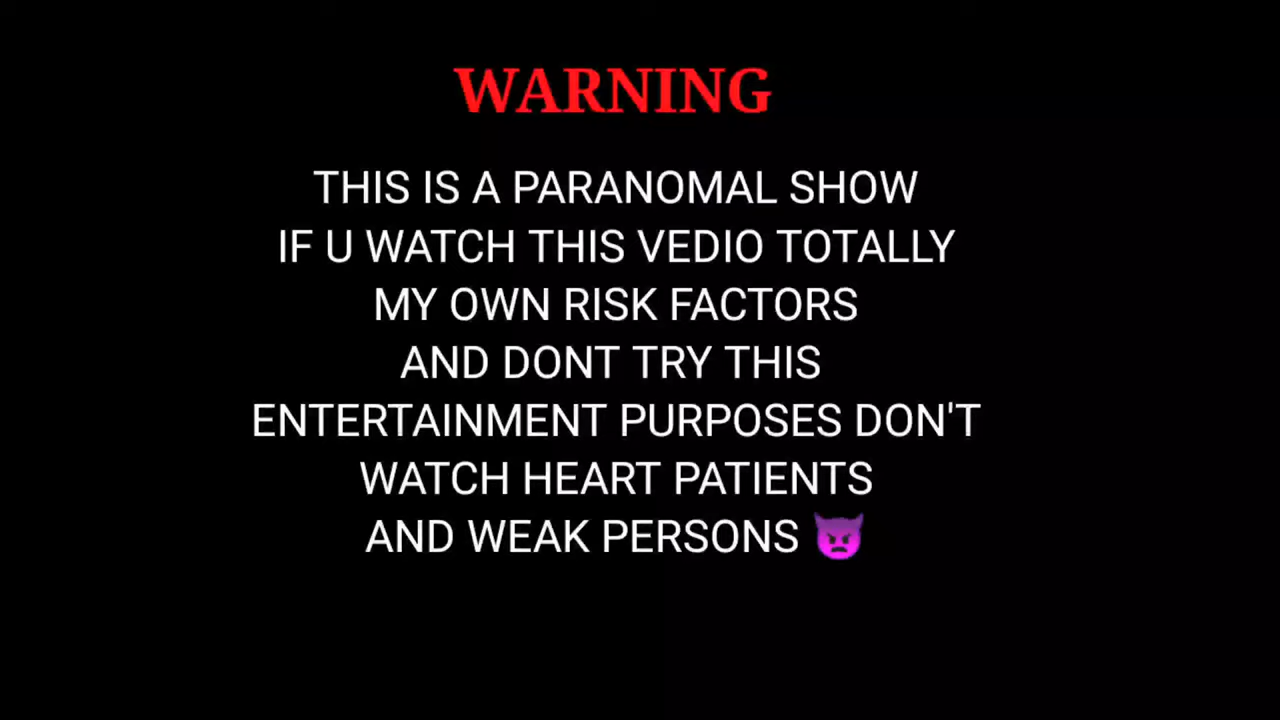 WARNING
THIS IS A PARANOMAL SHOW
IF U WATCH THIS VEDIO TOTALLY
MY OWN RISK FACTORS
AND DONT TRY THIS
ENTERTAINMENT PURPOSES DON'T
WATCH HEART PATIENTS
AND WEAK PERSONS 👿